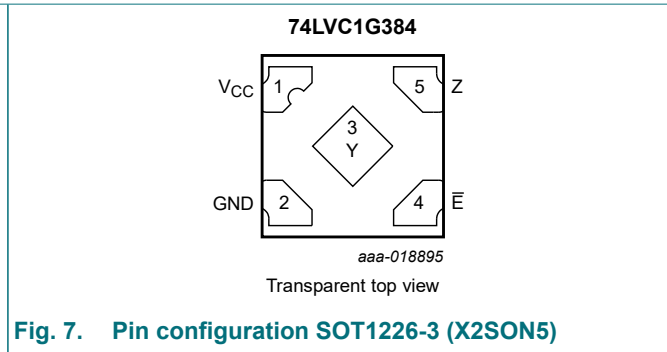 74LVC1G384
VCC 1 5 Z
3
Y
GND 2 4 E̅
aaa-018895
Transparent top view
Fig. 7. Pin configuration SOT1226-3 (X2SON5)